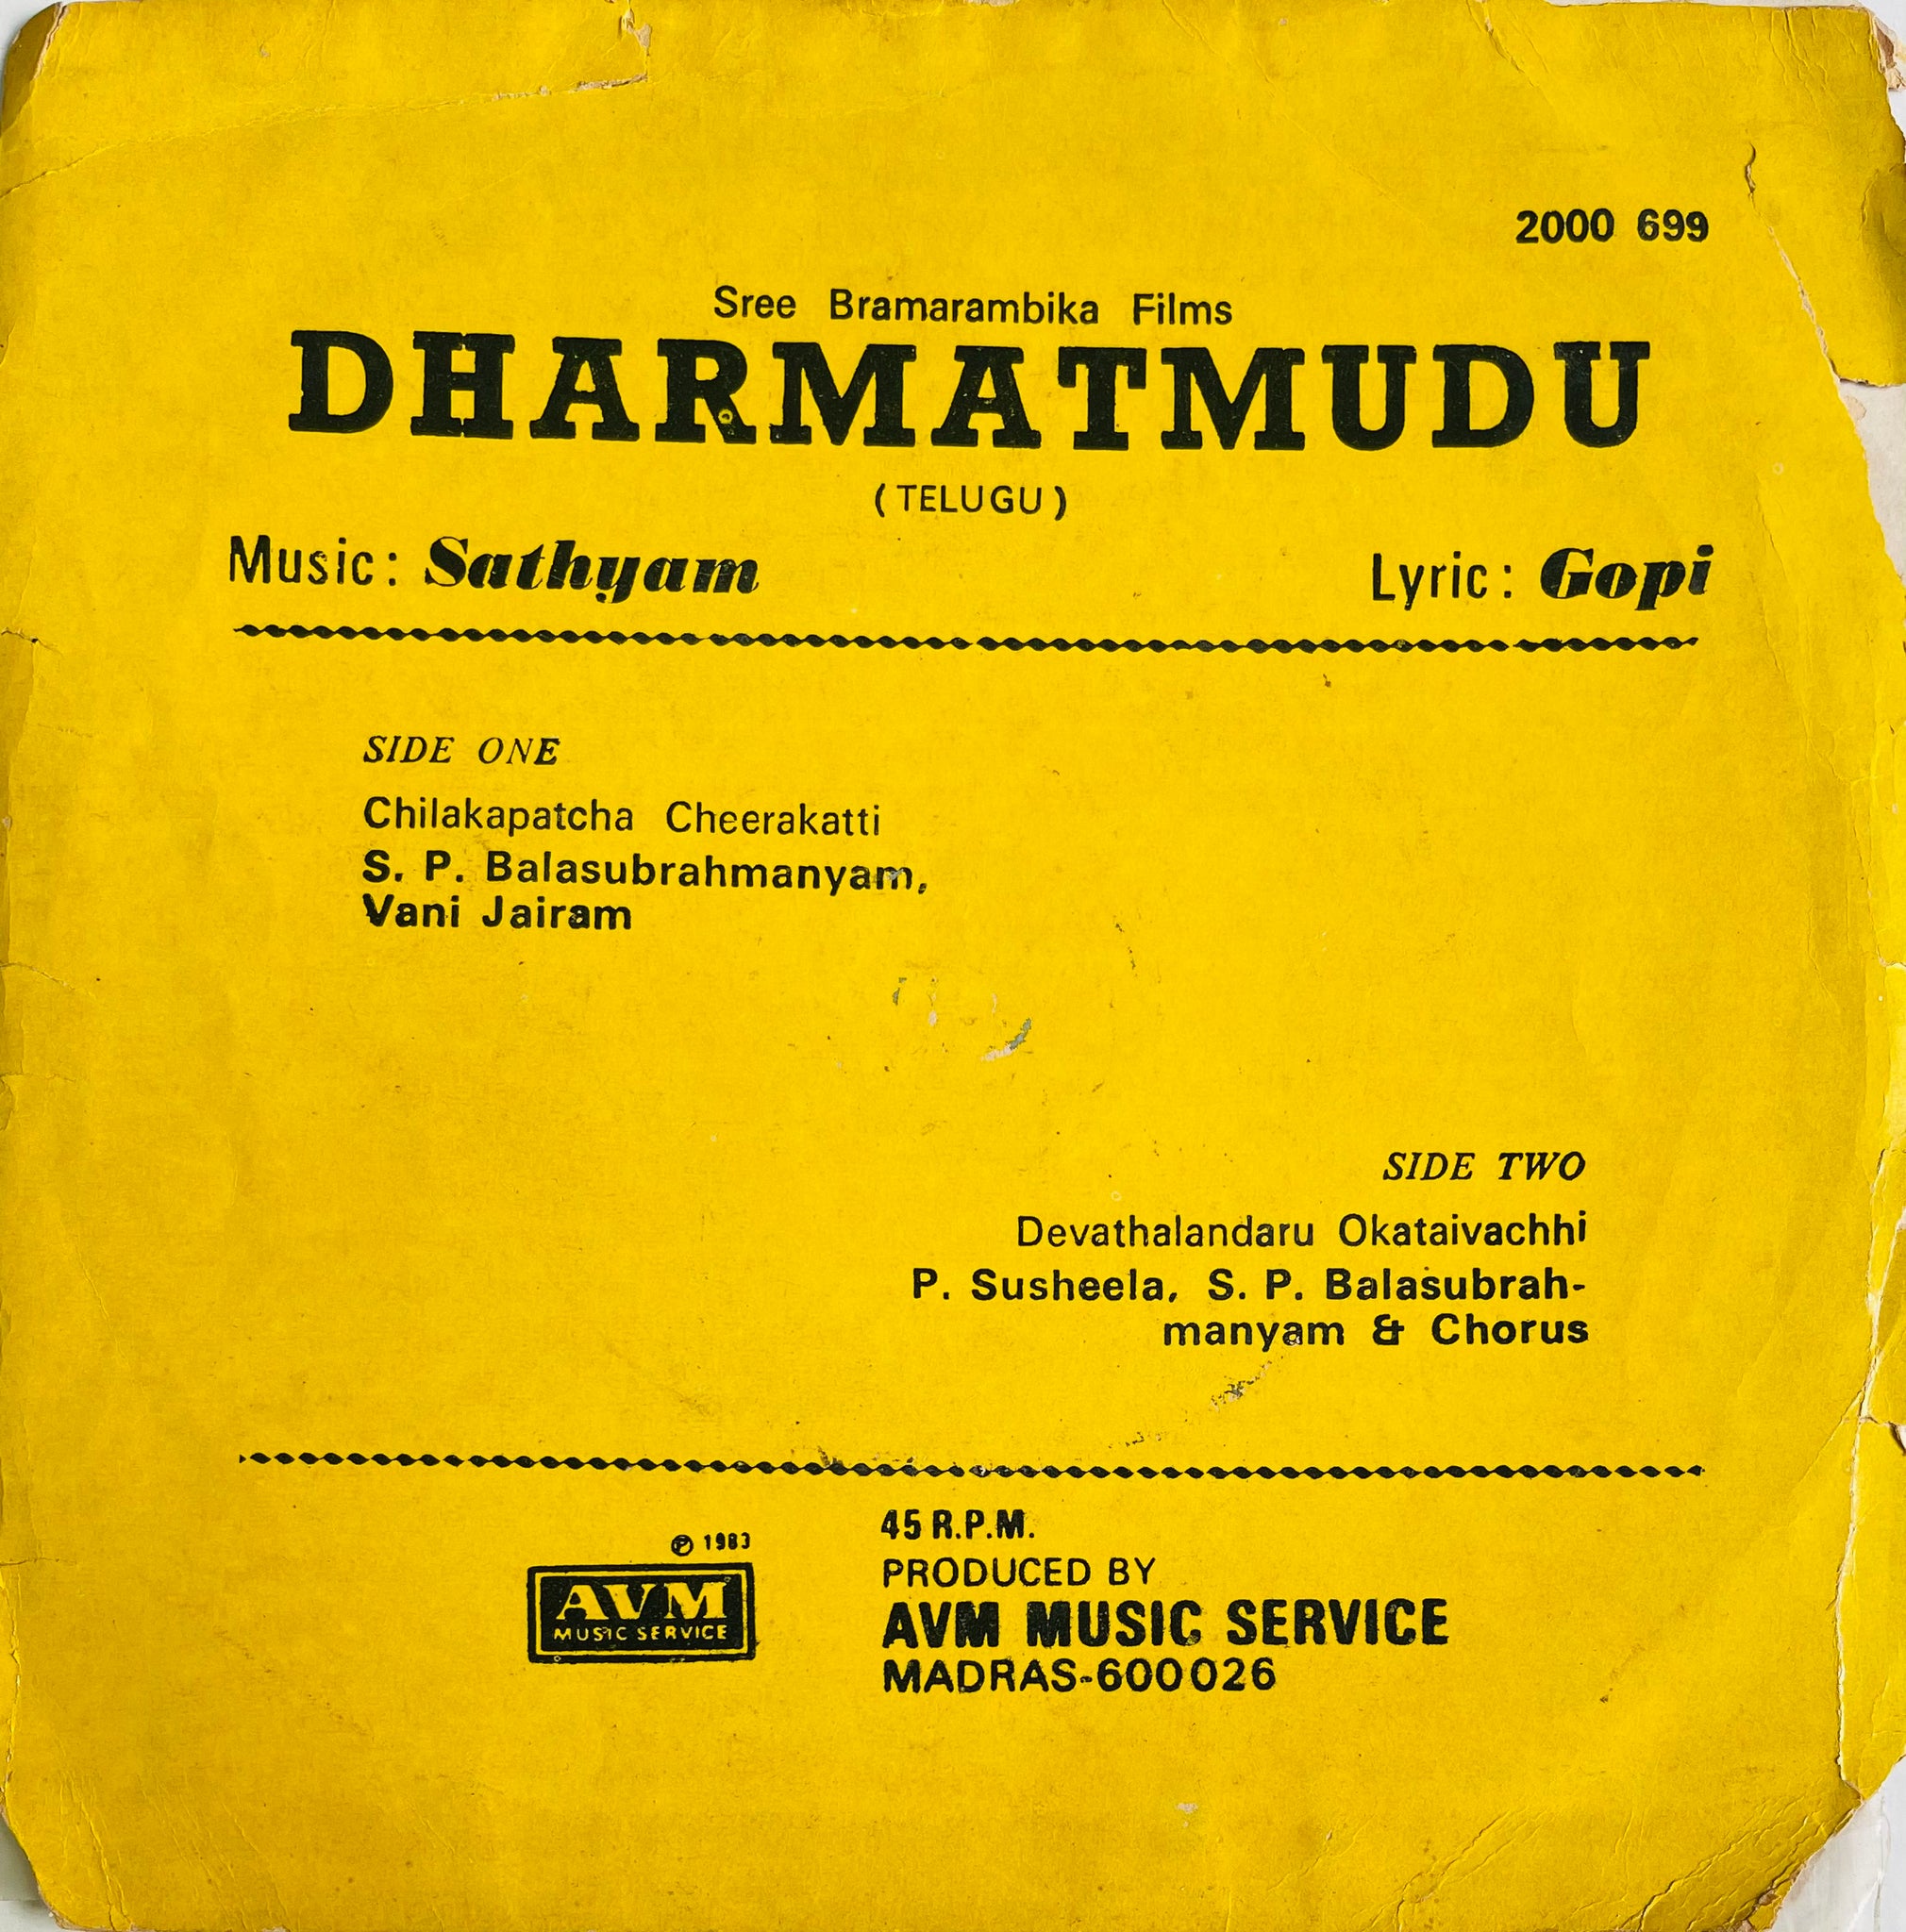 2000 699
Sree Bramarambika Films
DHARMATMUDU
(TELUGU)
Music: Sathyam
Lyric: Gopi
SIDE ONE
Chilakapatcha Cheerakatti
S. P. Balasubrahmanyam,
Vani Jairam
SIDE TWO
Devathalandaru Okataivachhi
P. Susheela, S. P. Balasubrah-
manyam & Chorus
℗ 1983
AVM
MUSIC SERVICE
45 R.P.M.
PRODUCED BY
AVM MUSIC SERVICE
MADRAS-600026